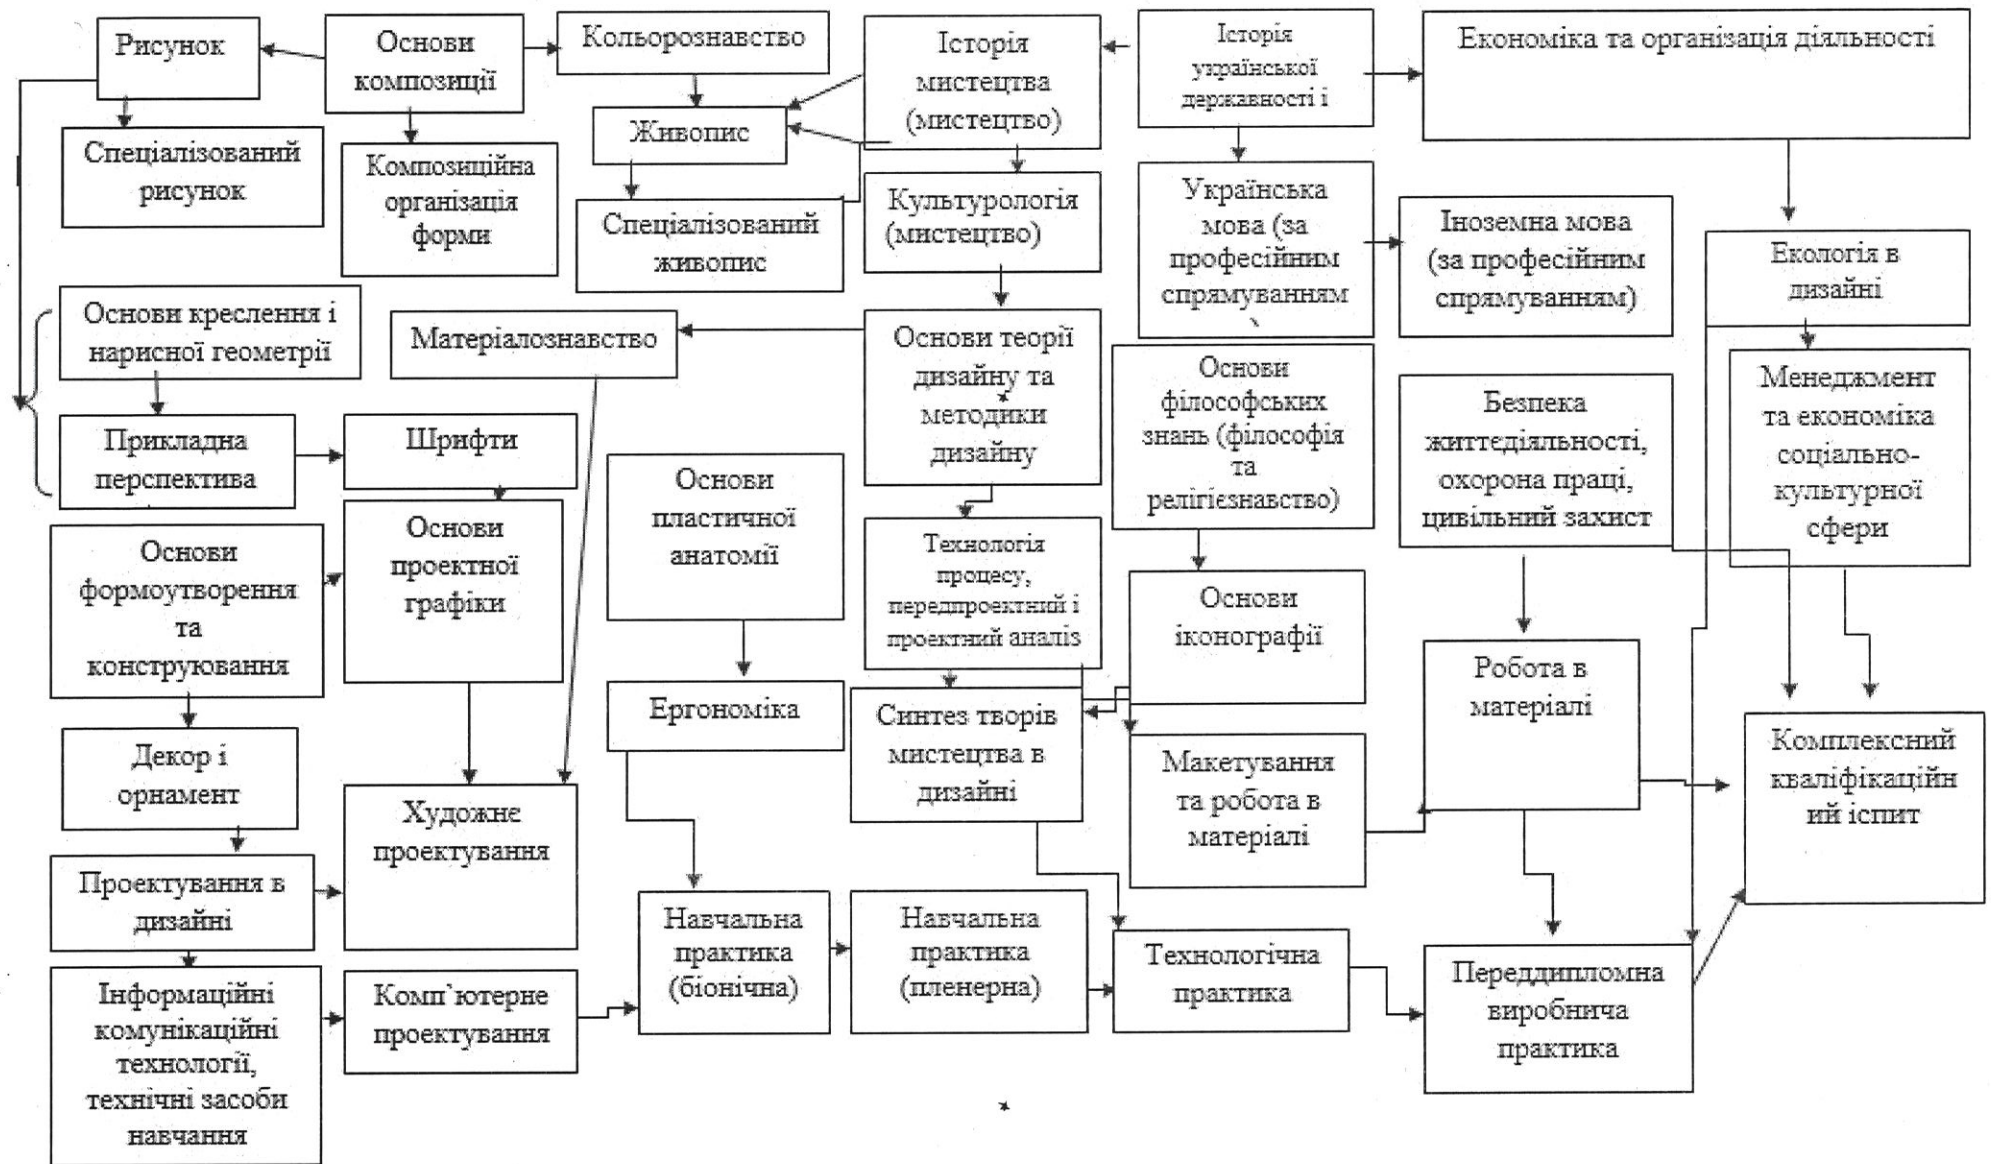 Рисунок
Основи
композиції
Кольорознавство
Історія
мистецтва
(мистецтво)
Історія
української
державності і
Економіка та організація діяльності
Спеціалізований
рисунок
Композиційна
організація
форми
Живопис
Спеціалізований
живопис
Культурологія
(мистецтво)
Українська
мова (за
професійним
спрямуванням
Іноземна мова
(за професійним
спрямуванням)
Екологія в
дизайні
Основи креслення і
нарисної геометрії
Матеріалознавство
Основи теорії
дизайну та
методики
дизайну
Основи
філософських
знань (філософія
та
релігієзнавство)
Безпека
життєдіяльності,
охорона праці,
цивільний захист
Менеджмент
та економіка
соціально-
культурної
сфери
Прикладна
перспектива
Шрифти
Основи
пластичної
анатомії
Основи
формоутворення
та
конструювання
Основи
проектної
графіки
Технологія
процесу,
передпроектний і
проектний аналіз
Основи
іконографії
Робота в
матеріалі
Ергономіка
Синтез творів
мистецтва в
дизайні
Макетування
та робота в
матеріалі
Комплексний
кваліфікаційн
ий іспит
Декор і
орнамент
Художнє
проектування
Проектування в
дизайні
Навчальна
практика
(біонічна)
Навчальна
практика
(пленерна)
Технологічна
практика
Переддипломна
виробнича
практика
Інформаційні
комунікаційні
технології,
технічні засоби
навчання
Комп`ютерне
проектування